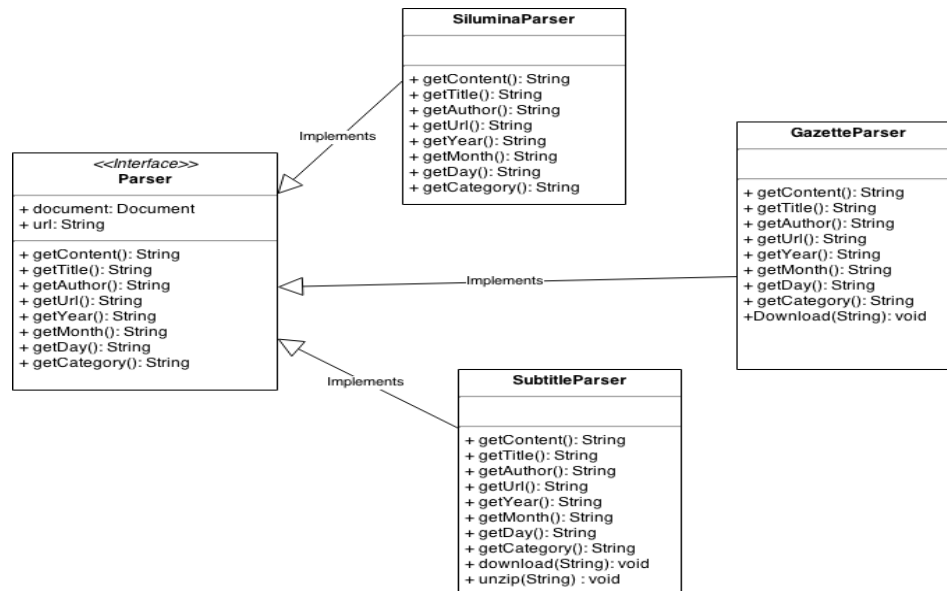 SiluminaParser
+ getContent(): String
+ getTitle(): String
+ getAuthor(): String
+ getUrl(): String
+ getYear(): String
+ getMonth(): String
+ getDay(): String
+ getCategory(): String
Implements
<<Interface>>
Parser
+ document: Document
+ url: String
+ getContent(): String
+ getTitle(): String
+ getAuthor(): String
+ getUrl(): String
+ getYear(): String
+ getMonth(): String
+ getDay(): String
+ getCategory(): String
Implements
GazetteParser
+ getContent(): String
+ getTitle(): String
+ getAuthor(): String
+ getUrl(): String
+ getYear(): String
+ getMonth(): String
+ getDay(): String
+ getCategory(): String
+Download(String): void
Implements
SubtitleParser
+ getContent(): String
+ getTitle(): String
+ getAuthor(): String
+ getUrl(): String
+ getYear(): String
+ getMonth(): String
+ getDay(): String
+ getCategory(): String
+ download(String): void
+ unzip(String) : void